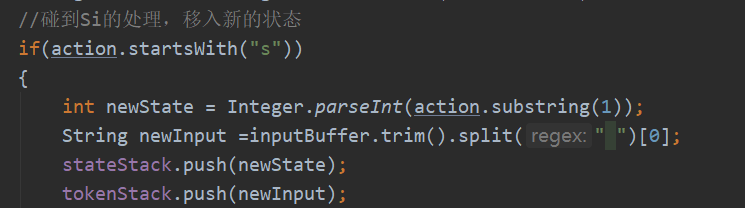 //碰到Si的处理，移入新的状态
if(action.startsWith("s"))
{
int newState = Integer.parseInt(action.substring(1));
String newInput =inputBuffer.trim().split( regex: " ")[0];
stateStack.push(newState);
tokenStack.push(newInput);